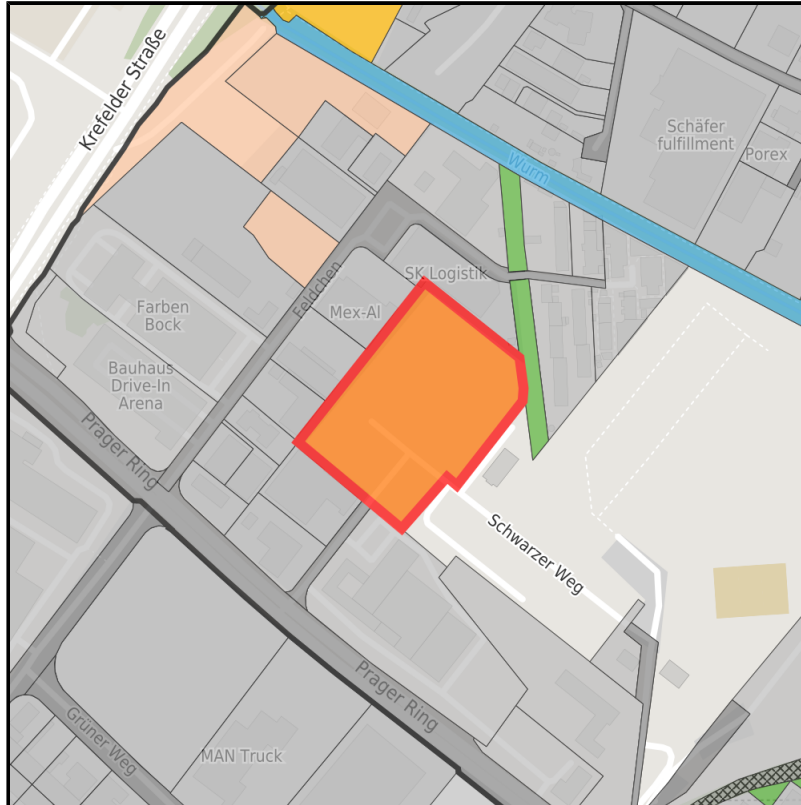 Krefelder Straße
Wurm
Schäfer
fulfillment
Porex
SK Logistik
Feldchen
Mex-Al
Farben
Bock
Bauhaus
Drive-In
Arena
Prager Ring
Schwarzer Weg
Prager Ring
Grüner Weg
MAN Truck